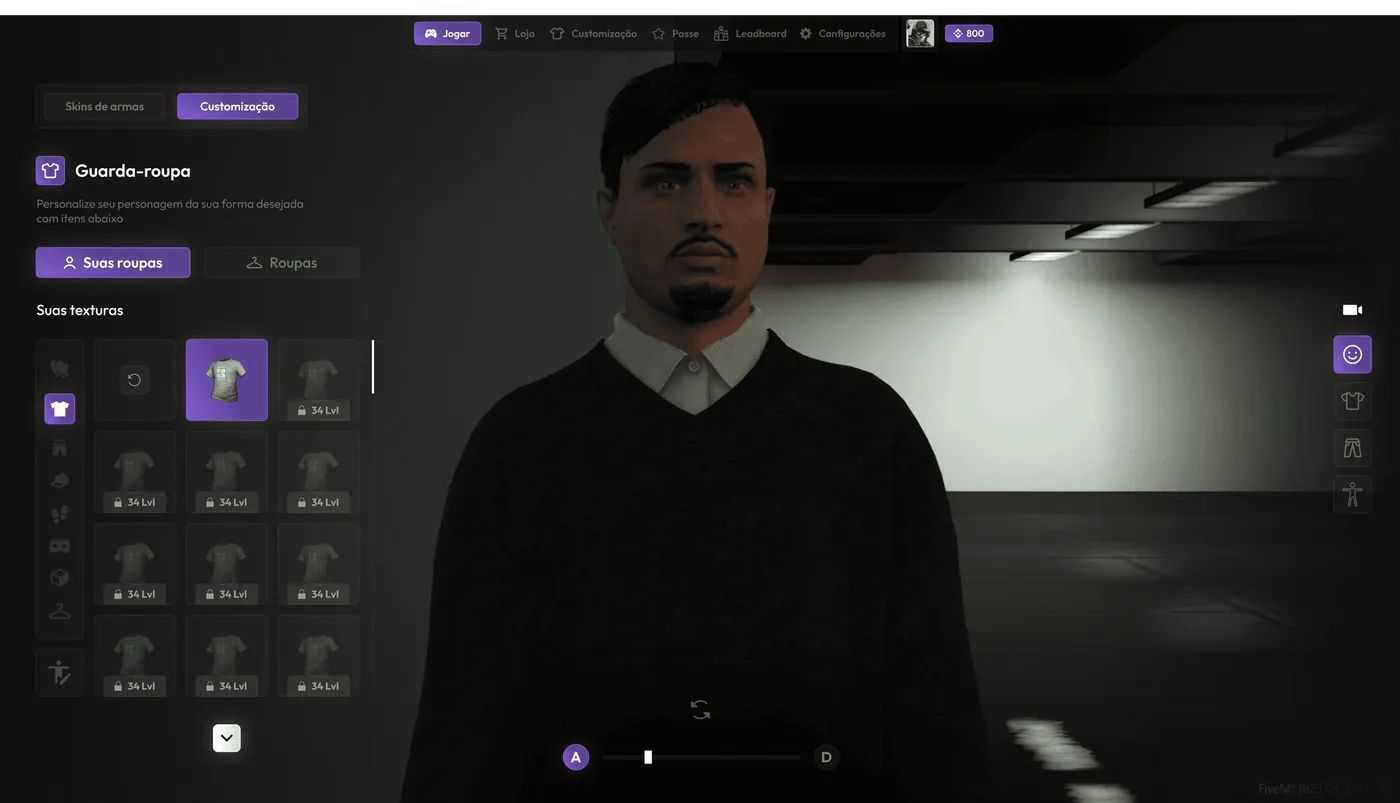 Jogar
Loja
Customização
Passe
Leadboard
Configurações
800
Skins de armas
Customização
Guarda-roupa
Personalize seu personagem da sua forma desejada
com itens abaixo
Suas roupas
Roupas
Suas texturas
34 Lvl
34 Lvl
34 Lvl
34 Lvl
34 Lvl
34 Lvl
34 Lvl
34 Lvl
34 Lvl
34 Lvl
A
D
FiveM